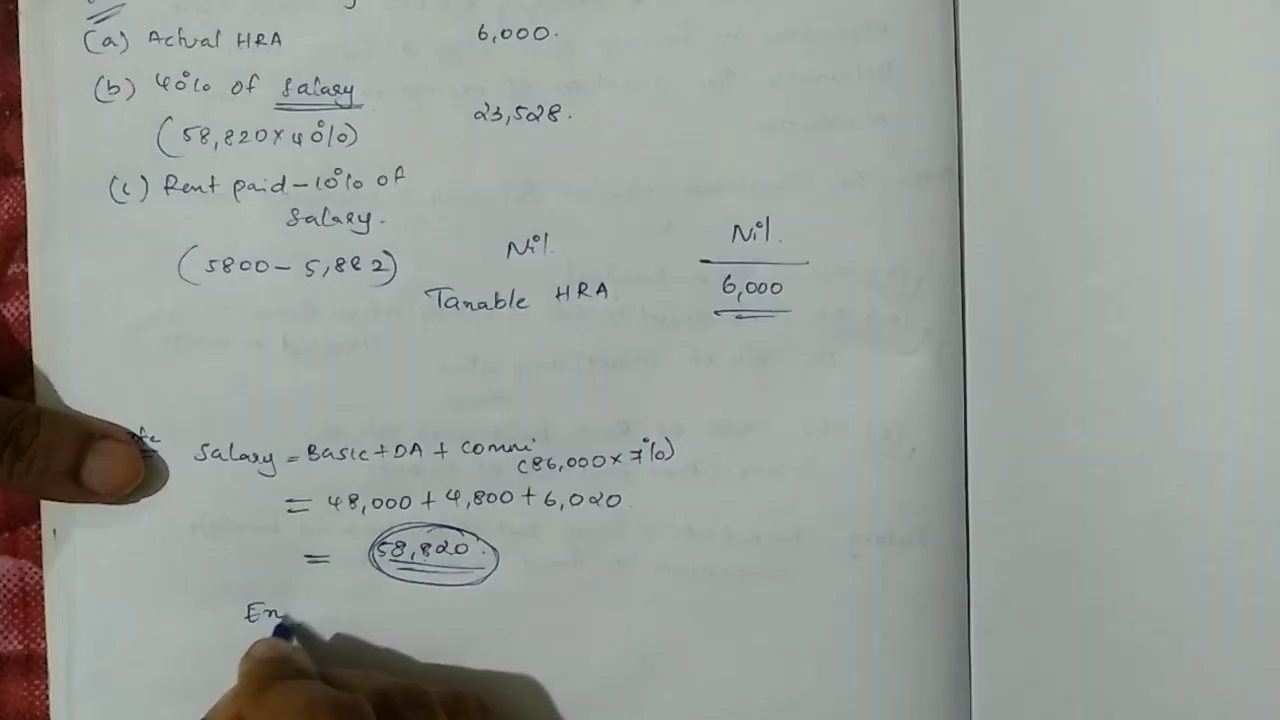 (a) Actual HRA 6,000.
(b) 40% of Salary 23,528.
(58,820 × 40%)
(c) Rent paid - 10% of
Salary.
(5800 - 5,882) Nil Nil.
Taxable HRA 6,000
Salary = Basic + DA + Commi
(86,000 × 7%)
= 48,000 + 4,800 + 6,020
= 58,820.
En